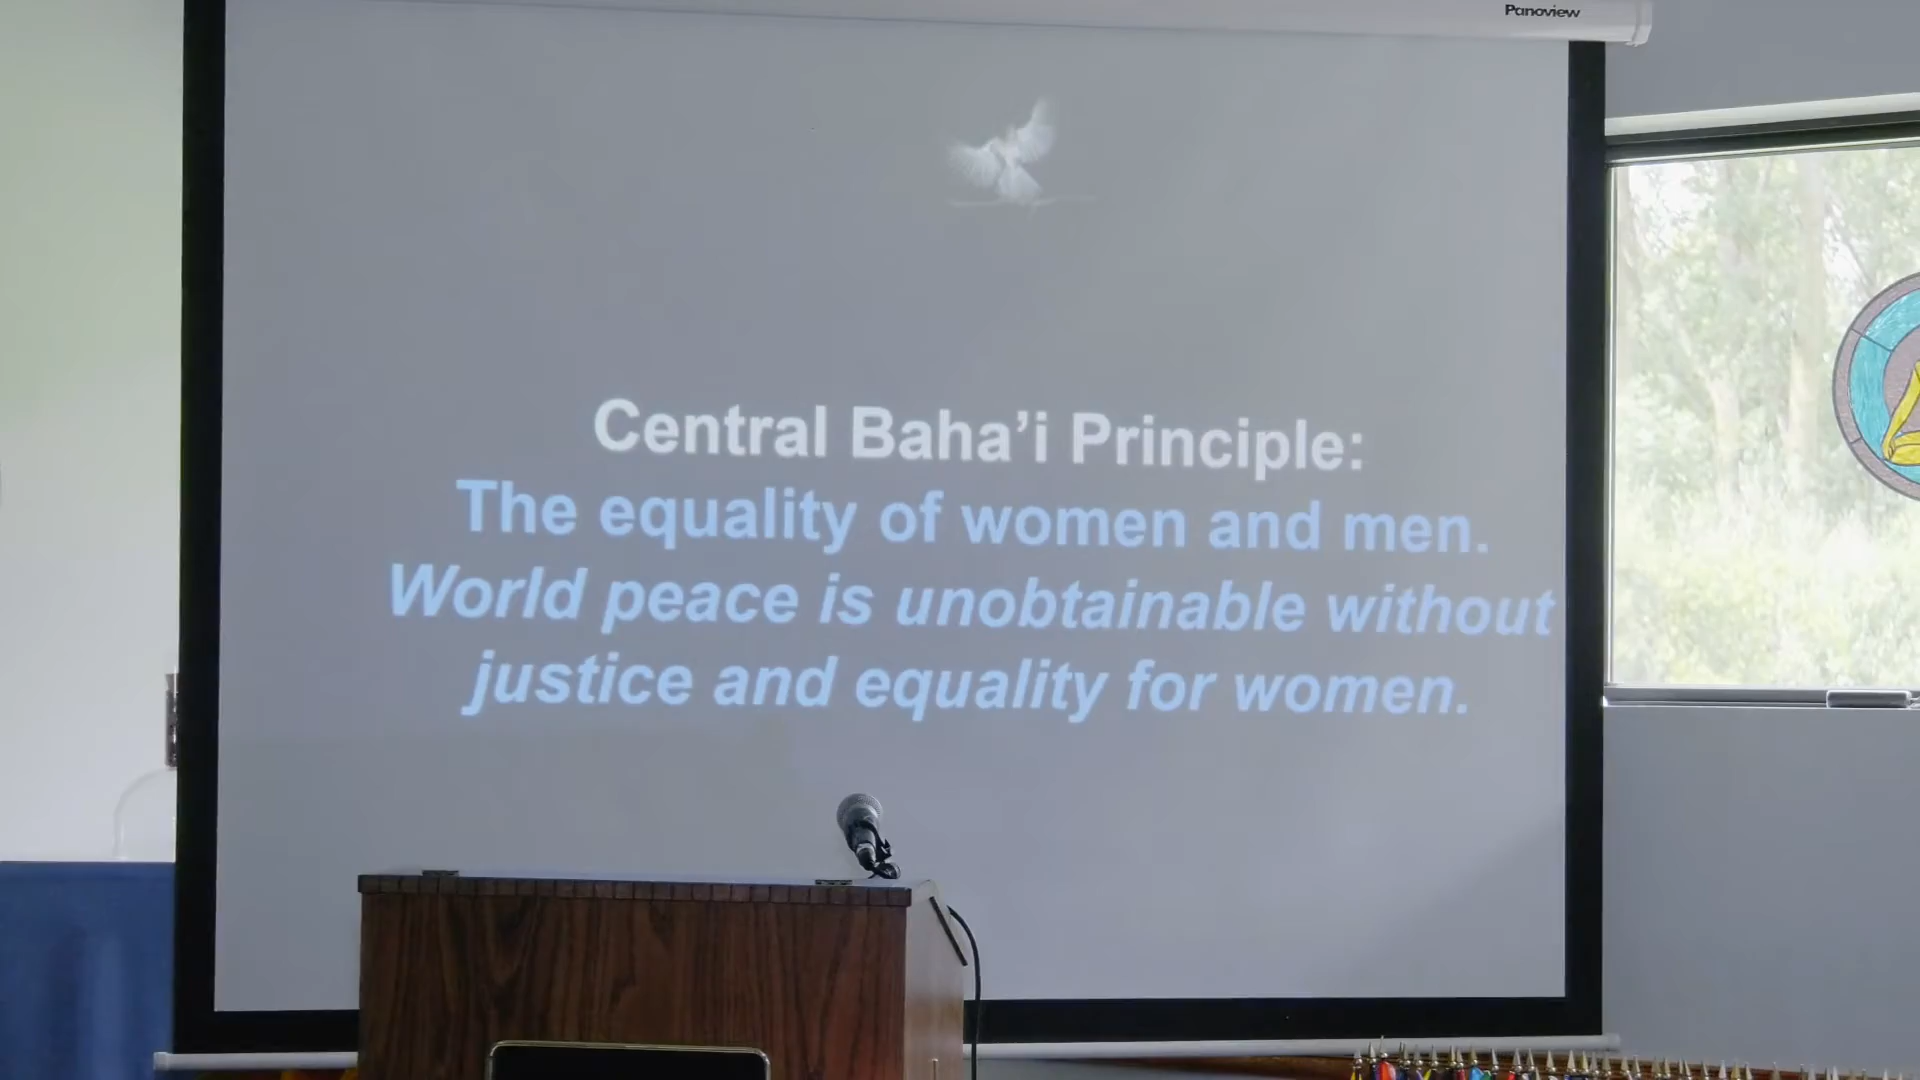 Panoview
Central Baha’i Principle:
The equality of women and men.
World peace is unobtainable without
justice and equality for women.